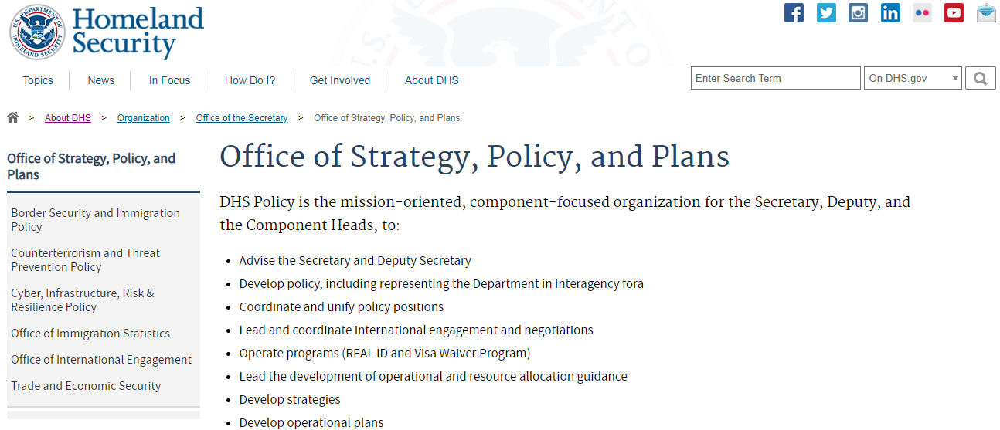 U.S. DEPARTMENT OF
HOMELAND SECURITY
Homeland
Security
Topics
News
In Focus
How Do I?
Get Involved
About DHS
Enter Search Term
On DHS.gov
> About DHS > Organization > Office of the Secretary > Office of Strategy, Policy, and Plans
Office of Strategy, Policy, and
Plans
Border Security and Immigration
Policy
Counterterrorism and Threat
Prevention Policy
Cyber, Infrastructure, Risk &
Resilience Policy
Office of Immigration Statistics
Office of International Engagement
Trade and Economic Security
Office of Strategy, Policy, and Plans
DHS Policy is the mission-oriented, component-focused organization for the Secretary, Deputy, and
the Component Heads, to:
• Advise the Secretary and Deputy Secretary
• Develop policy, including representing the Department in Interagency fora
• Coordinate and unify policy positions
• Lead and coordinate international engagement and negotiations
• Operate programs (REAL ID and Visa Waiver Program)
• Lead the development of operational and resource allocation guidance
• Develop strategies
• Develop operational plans